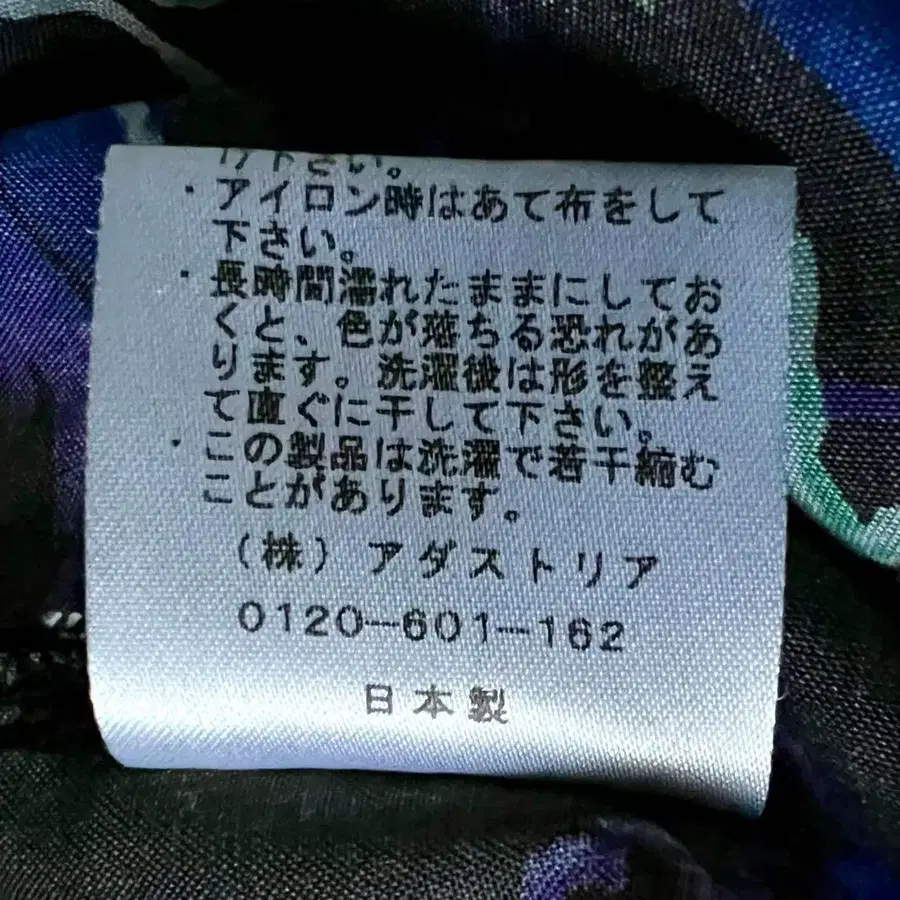 け下さい。
・アイロン時はあて布をして
下さい。
・長時間濡れたままにしてお
くと、色が落ちる恐れがあ
ります。洗濯後は形を整え
て直ぐに干して下さい。
・この製品は洗濯で若干縮む
ことがあります。
(株)アダストリア
0120-601-162
日本製